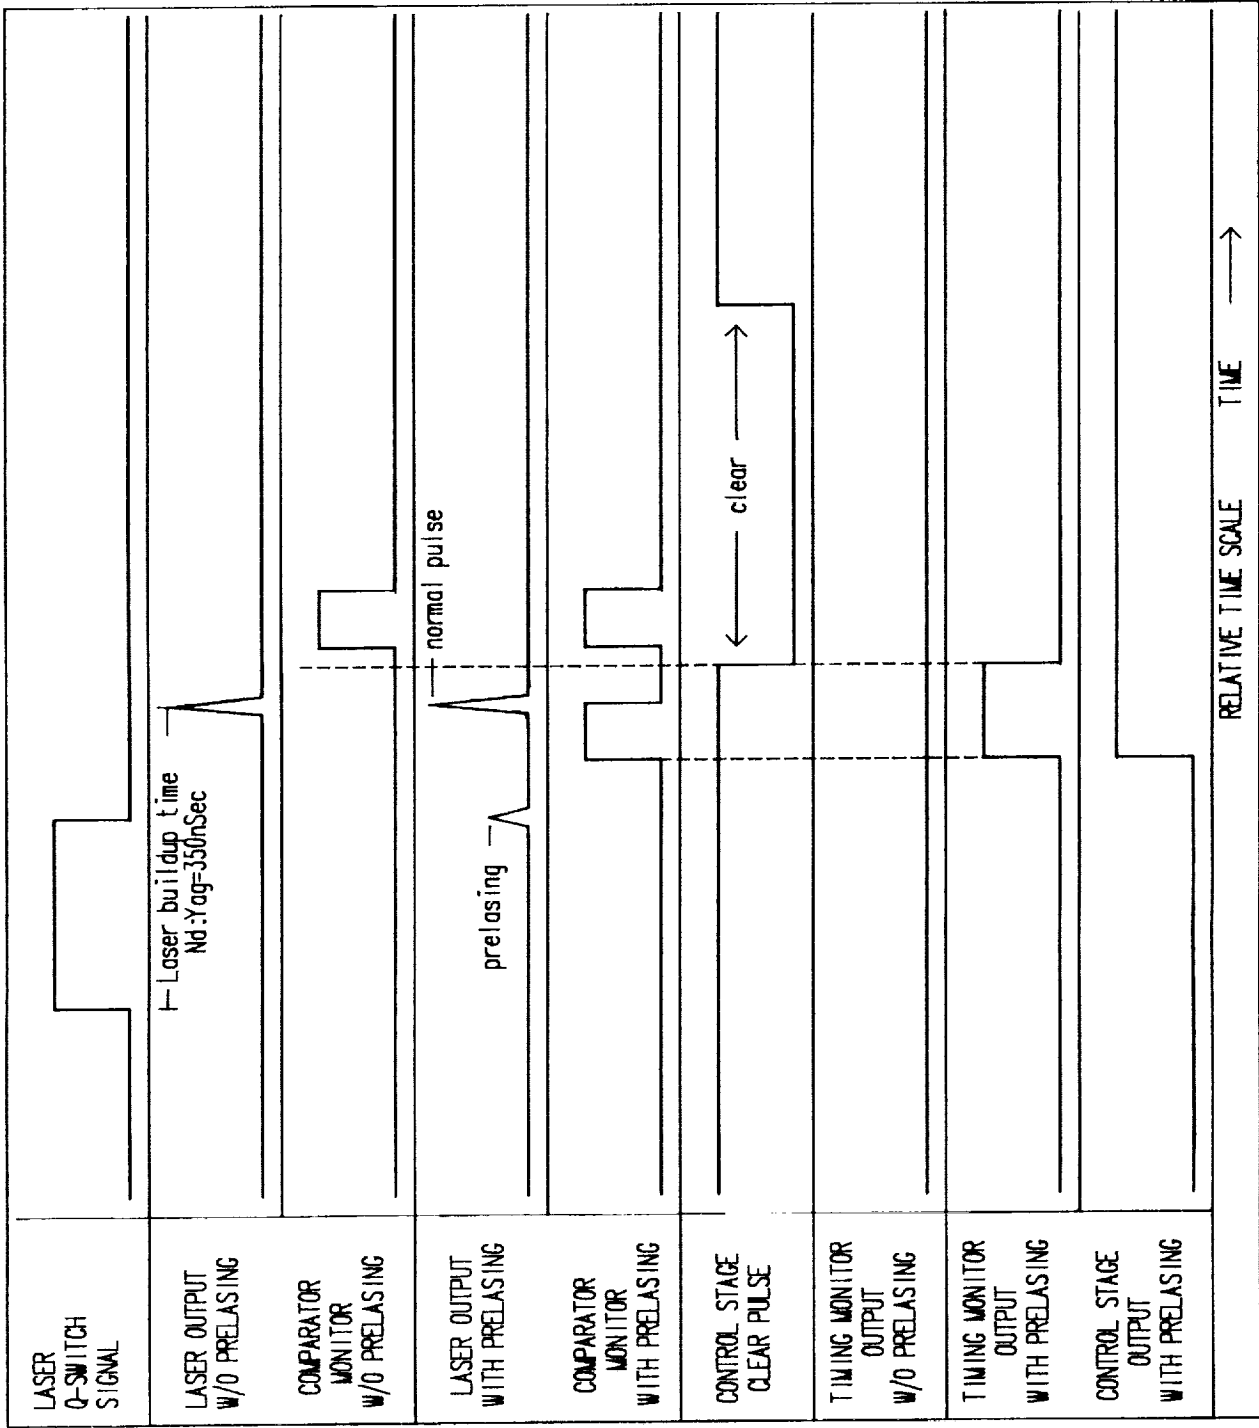 LASER
Q-SWITCH
SIGNAL
Laser buildup time
Nd:Yag=350nSec
LASER OUTPUT
W/O PRELASING
COMPARATOR
MONITOR
W/O PRELASING
normal pulse
prelasing
LASER OUTPUT
WITH PRELASING
COMPARATOR
MONITOR
WITH PRELASING
clear
CONTROL STAGE
CLEAR PULSE
TIMING MONITOR
OUTPUT
W/O PRELASING
TIMING MONITOR
OUTPUT
WITH PRELASING
CONTROL STAGE
OUTPUT
WITH PRELASING
RELATIVE TIME SCALE TIME